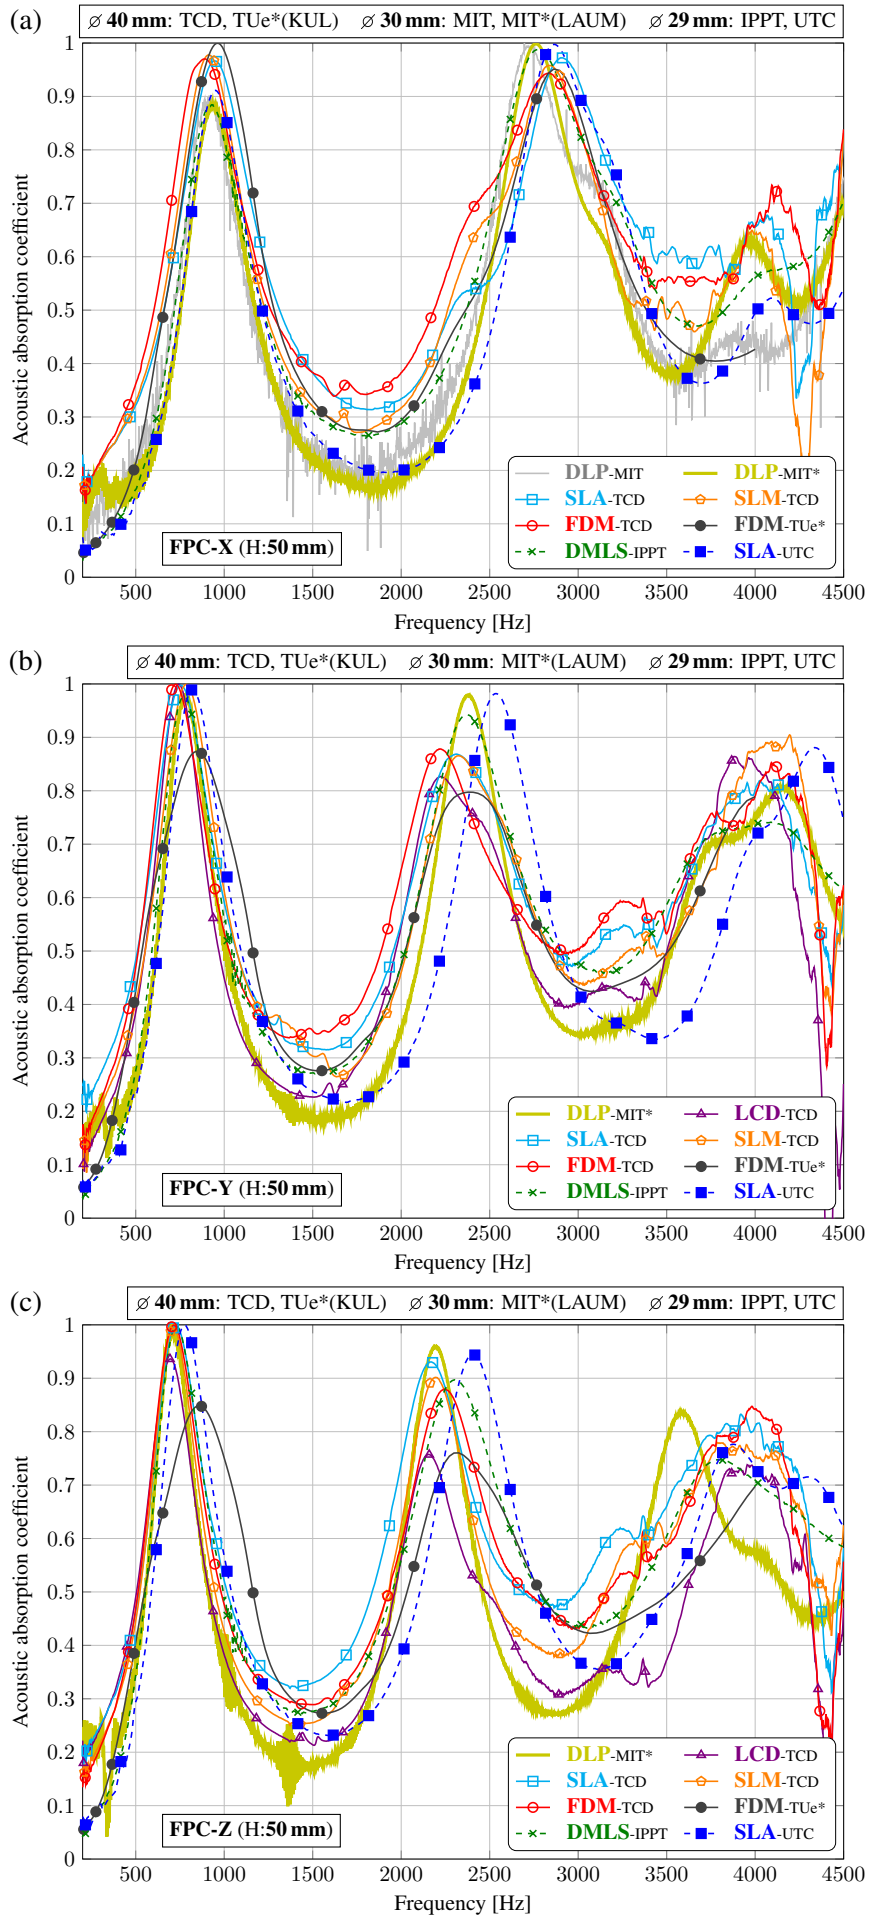 (a)
⌀ 40 mm: TCD, TUe*(KUL) ⌀ 30 mm: MIT, MIT*(LAUM) ⌀ 29 mm: IPPT, UTC
1
0.9
0.8
0.7
0.6
0.5
0.4
0.3
0.2
0.1
0
Acoustic absorption coefficient
DLP-MIT DLP-MIT*
SLA-TCD SLM-TCD
FDM-TCD FDM-TUe*
DMLS-IPPT SLA-UTC
FPC-X (H:50 mm)
500 1000 1500 2000 2500 3000 3500 4000 4500
Frequency [Hz]
(b)
⌀ 40 mm: TCD, TUe*(KUL) ⌀ 30 mm: MIT*(LAUM) ⌀ 29 mm: IPPT, UTC
1
0.9
0.8
0.7
0.6
0.5
0.4
0.3
0.2
0.1
0
Acoustic absorption coefficient
DLP-MIT* LCD-TCD
SLA-TCD SLM-TCD
FDM-TCD FDM-TUe*
DMLS-IPPT SLA-UTC
FPC-Y (H:50 mm)
500 1000 1500 2000 2500 3000 3500 4000 4500
Frequency [Hz]
(c)
⌀ 40 mm: TCD, TUe*(KUL) ⌀ 30 mm: MIT*(LAUM) ⌀ 29 mm: IPPT, UTC
1
0.9
0.8
0.7
0.6
0.5
0.4
0.3
0.2
0.1
0
Acoustic absorption coefficient
DLP-MIT* LCD-TCD
SLA-TCD SLM-TCD
FDM-TCD FDM-TUe*
DMLS-IPPT SLA-UTC
FPC-Z (H:50 mm)
500 1000 1500 2000 2500 3000 3500 4000 4500
Frequency [Hz]